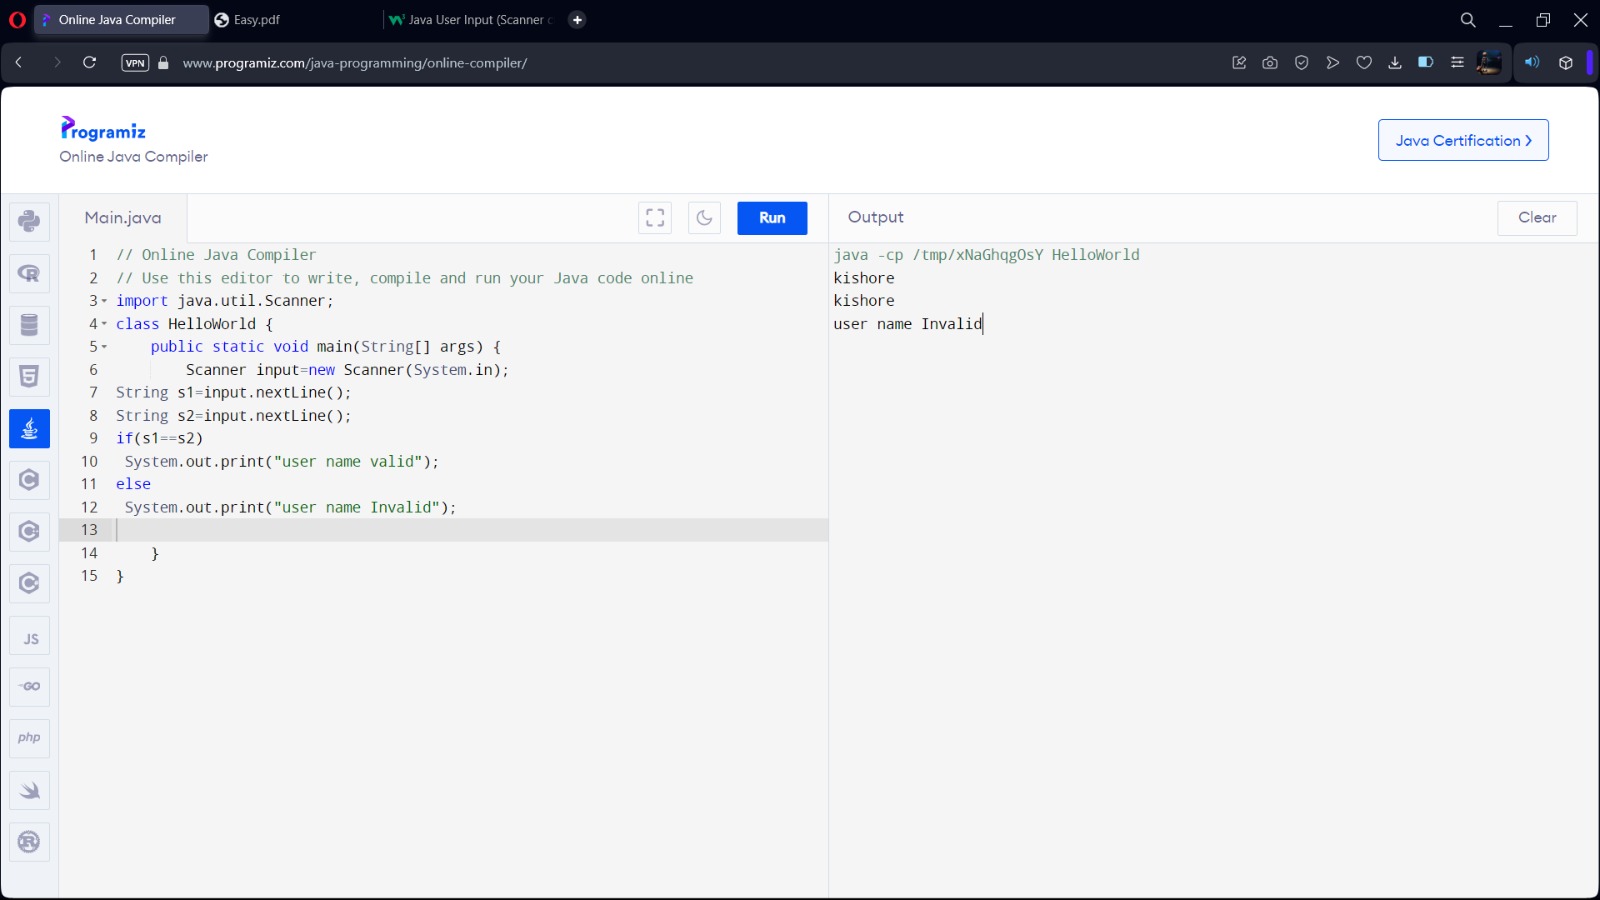 Online Java Compiler
Easy.pdf
Java User Input (Scanner c
VPN
www.programiz.com/java-programming/online-compiler/
Programiz
Online Java Compiler
Java Certification >
Main.java
Run
Output
Clear
1 // Online Java Compiler
2 // Use this editor to write, compile and run your Java code online
3 import java.util.Scanner;
4 class HelloWorld {
5     public static void main(String[] args) {
6         Scanner input=new Scanner(System.in);
7 String s1=input.nextLine();
8 String s2=input.nextLine();
9 if(s1==s2)
10  System.out.print("user name valid");
11 else
12  System.out.print("user name Invalid");
13
14     }
15 }
java -cp /tmp/xNaGhqgOsY HelloWorld
kishore
kishore
user name Invalid
R
5
C
C
C
JS
GO
php
R